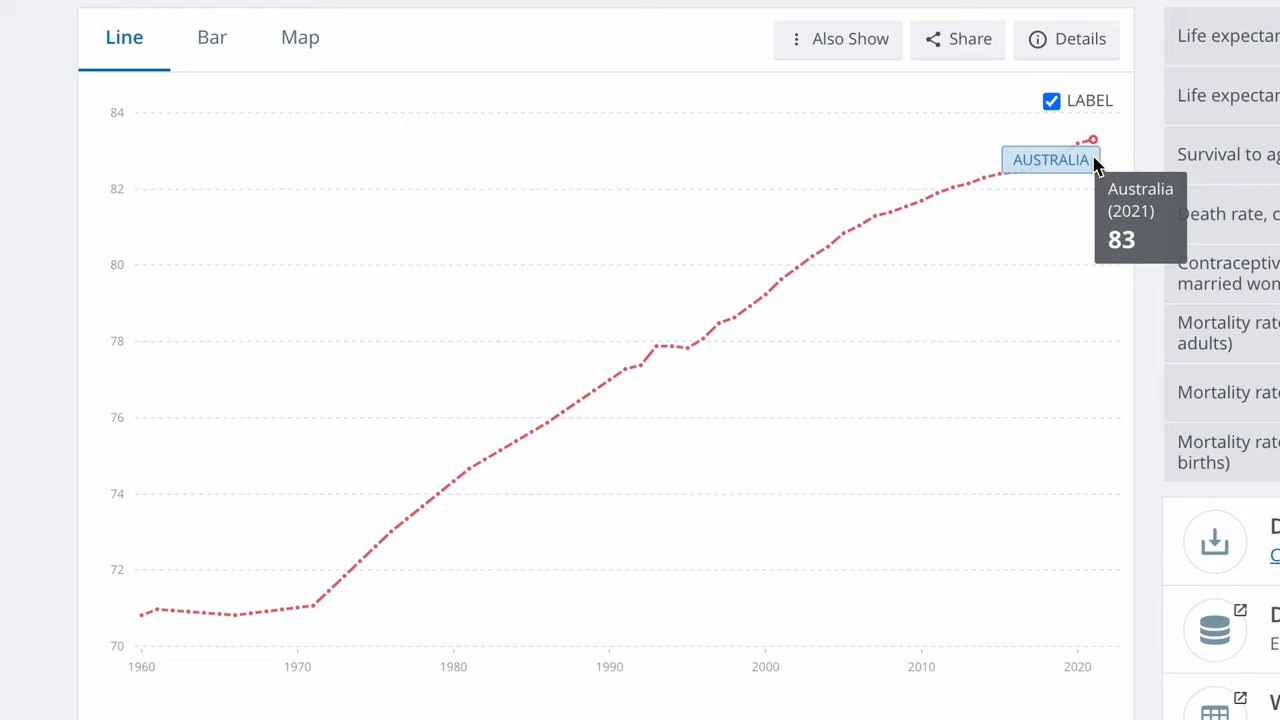 Line
Bar
Map
Also Show
Share
Details
LABEL
84
82
80
78
76
74
72
70
1960
1970
1980
1990
2000
2010
2020
AUSTRALIA
Australia
(2021)
83
Life expectan
Life expectan
Survival to ag
Death rate, c
Contraceptiv
married wom
Mortality rate
adults)
Mortality rate
Mortality rate
births)
D
C
D
E
W